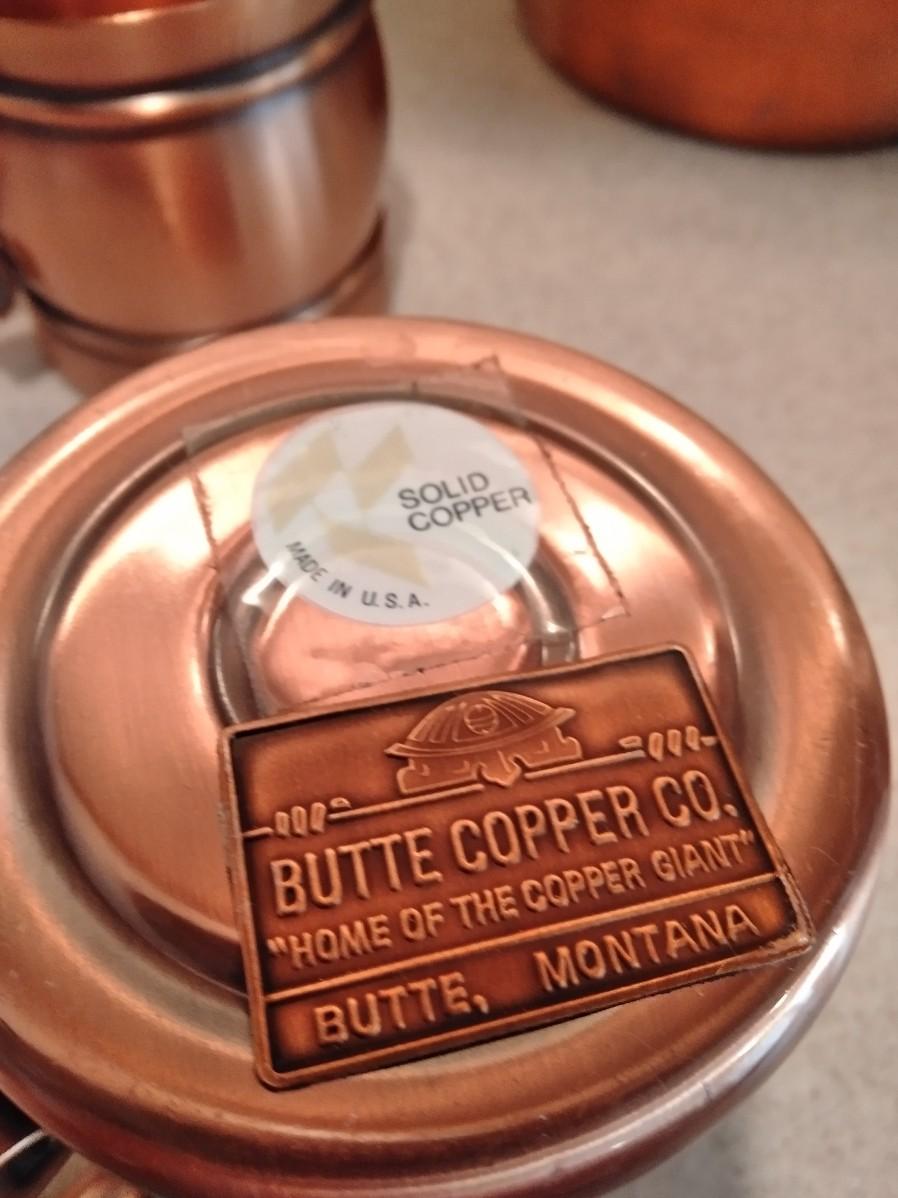 SOLID
COPPER
MADE IN U.S.A.
BUTTE COPPER CO.
"HOME OF THE COPPER GIANT"
BUTTE, MONTANA